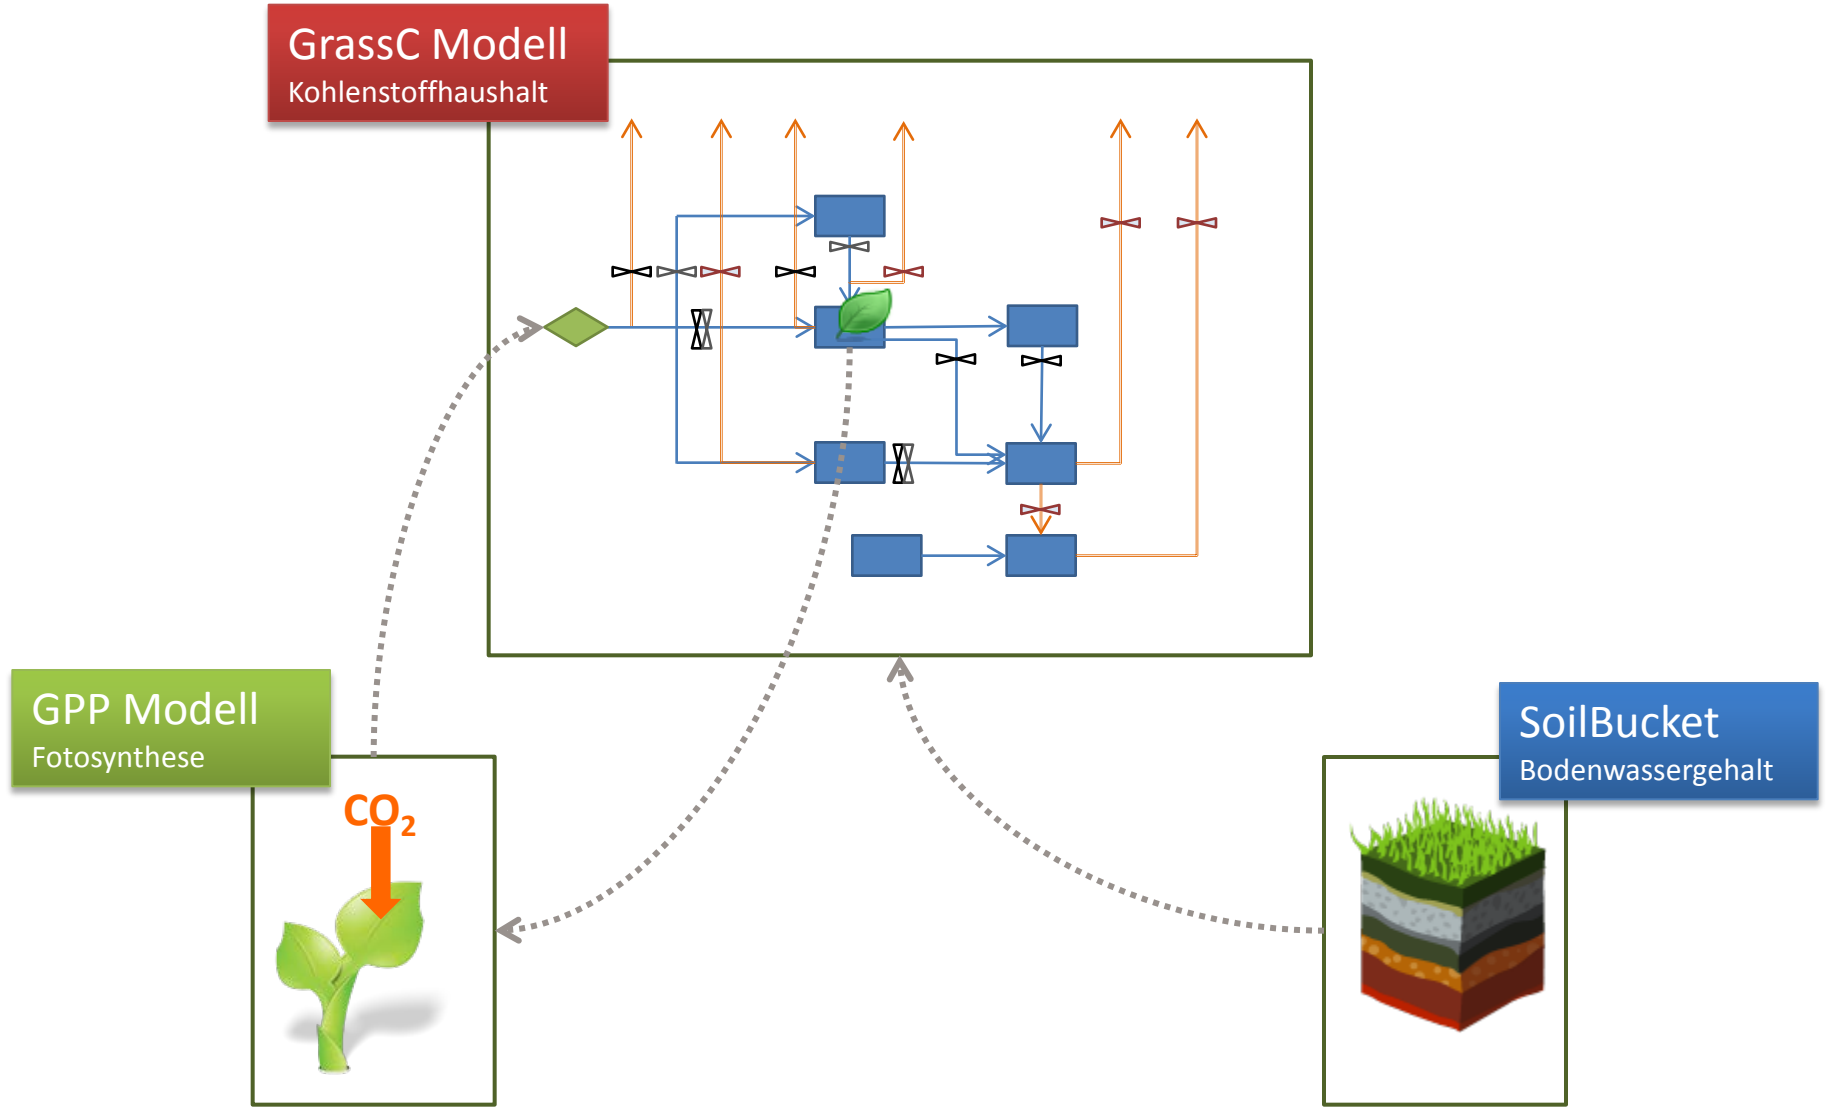 GrassC Modell
Kohlenstoffhaushalt
GPP Modell
Fotosynthese
CO₂
SoilBucket
Bodenwassergehalt